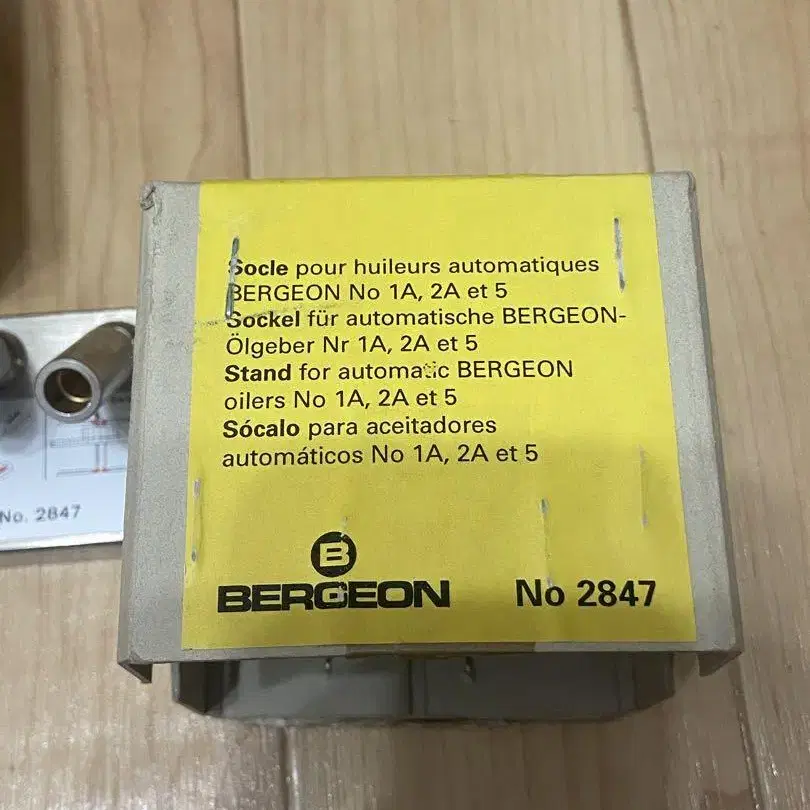 Socle pour huileurs automatiques
BERGEON No 1A, 2A et 5
Sockel für automatische BERGEON-
Ölgeber Nr 1A, 2A et 5
Stand for automatic BERGEON
oilers No 1A, 2A et 5
Sócalo para aceitadores
automáticos No 1A, 2A et 5
B
BERGEON No 2847
No. 2847